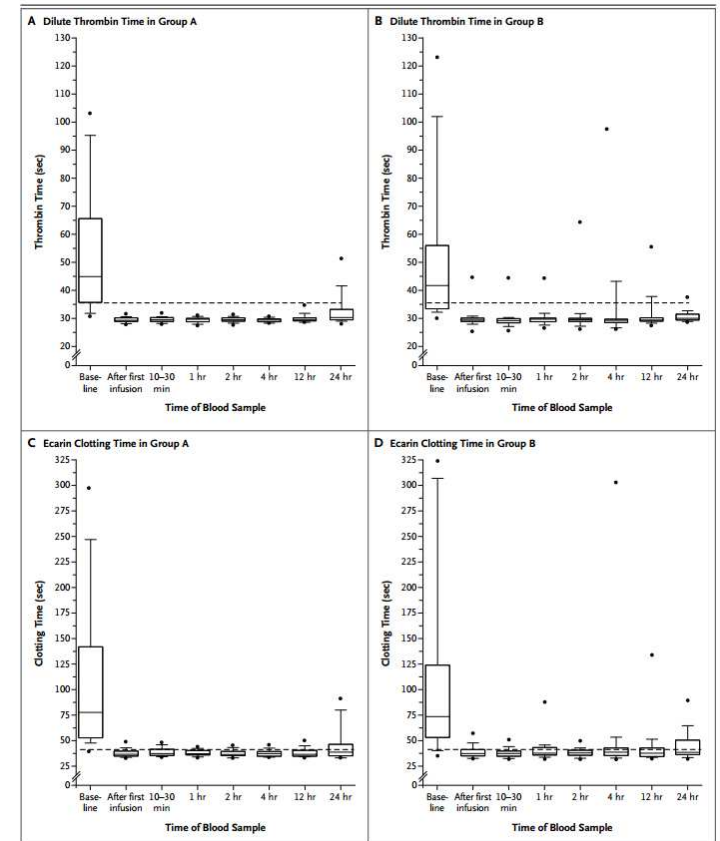 A Dilute Thrombin Time in Group A
130
120
110
100
90
80
70
60
50
40
30
20
0
Thrombin Time (sec)
Base-
line
After first
infusion
10–30
min
1 hr
2 hr
4 hr
12 hr
24 hr
Time of Blood Sample
B Dilute Thrombin Time in Group B
130
120
110
100
90
80
70
60
50
40
30
20
0
Thrombin Time (sec)
Base-
line
After first
infusion
10–30
min
1 hr
2 hr
4 hr
12 hr
24 hr
Time of Blood Sample
C Ecarin Clotting Time in Group A
325
300
275
250
225
200
175
150
125
100
75
50
25
0
Clotting Time (sec)
Base-
line
After first
infusion
10–30
min
1 hr
2 hr
4 hr
12 hr
24 hr
Time of Blood Sample
D Ecarin Clotting Time in Group B
325
300
275
250
225
200
175
150
125
100
75
50
25
0
Clotting Time (sec)
Base-
line
After first
infusion
10–30
min
1 hr
2 hr
4 hr
12 hr
24 hr
Time of Blood Sample